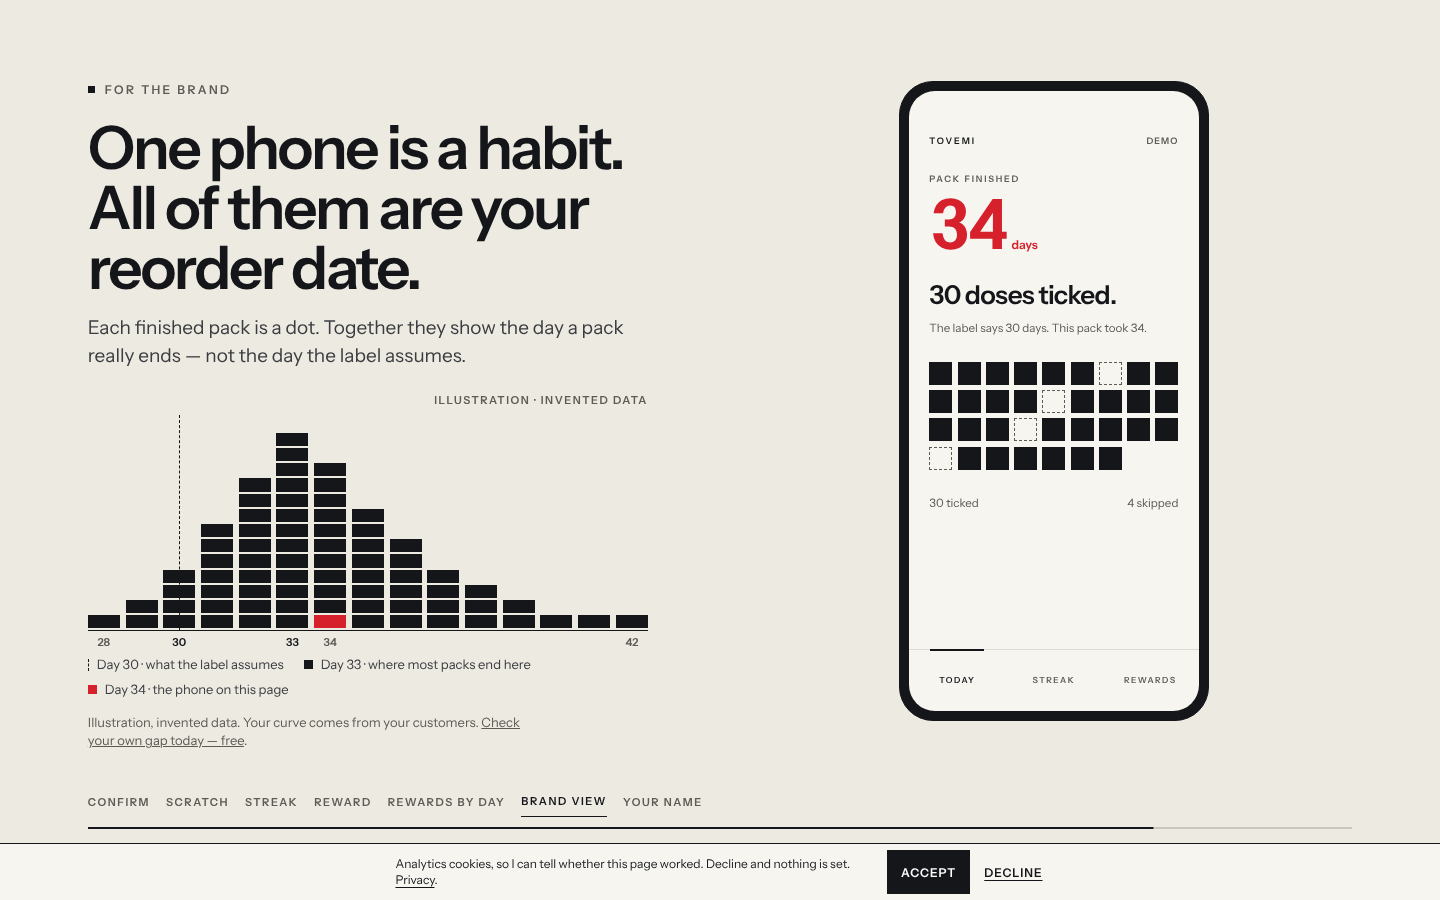 FOR THE BRAND
One phone is a habit.
All of them are your
reorder date.
Each finished pack is a dot. Together they show the day a pack
really ends — not the day the label assumes.
ILLUSTRATION · INVENTED DATA
28 30 33 34 42
Day 30 · what the label assumes
Day 33 · where most packs end here
Day 34 · the phone on this page
Illustration, invented data. Your curve comes from your customers. Check
your own gap today — free.
TOVEMI DEMO
PACK FINISHED
34 days
30 doses ticked.
The label says 30 days. This pack took 34.
30 ticked 4 skipped
TODAY STREAK REWARDS
CONFIRM SCRATCH STREAK REWARD REWARDS BY DAY BRAND VIEW YOUR NAME
Analytics cookies, so I can tell whether this page worked. Decline and nothing is set.
Privacy.
ACCEPT DECLINE